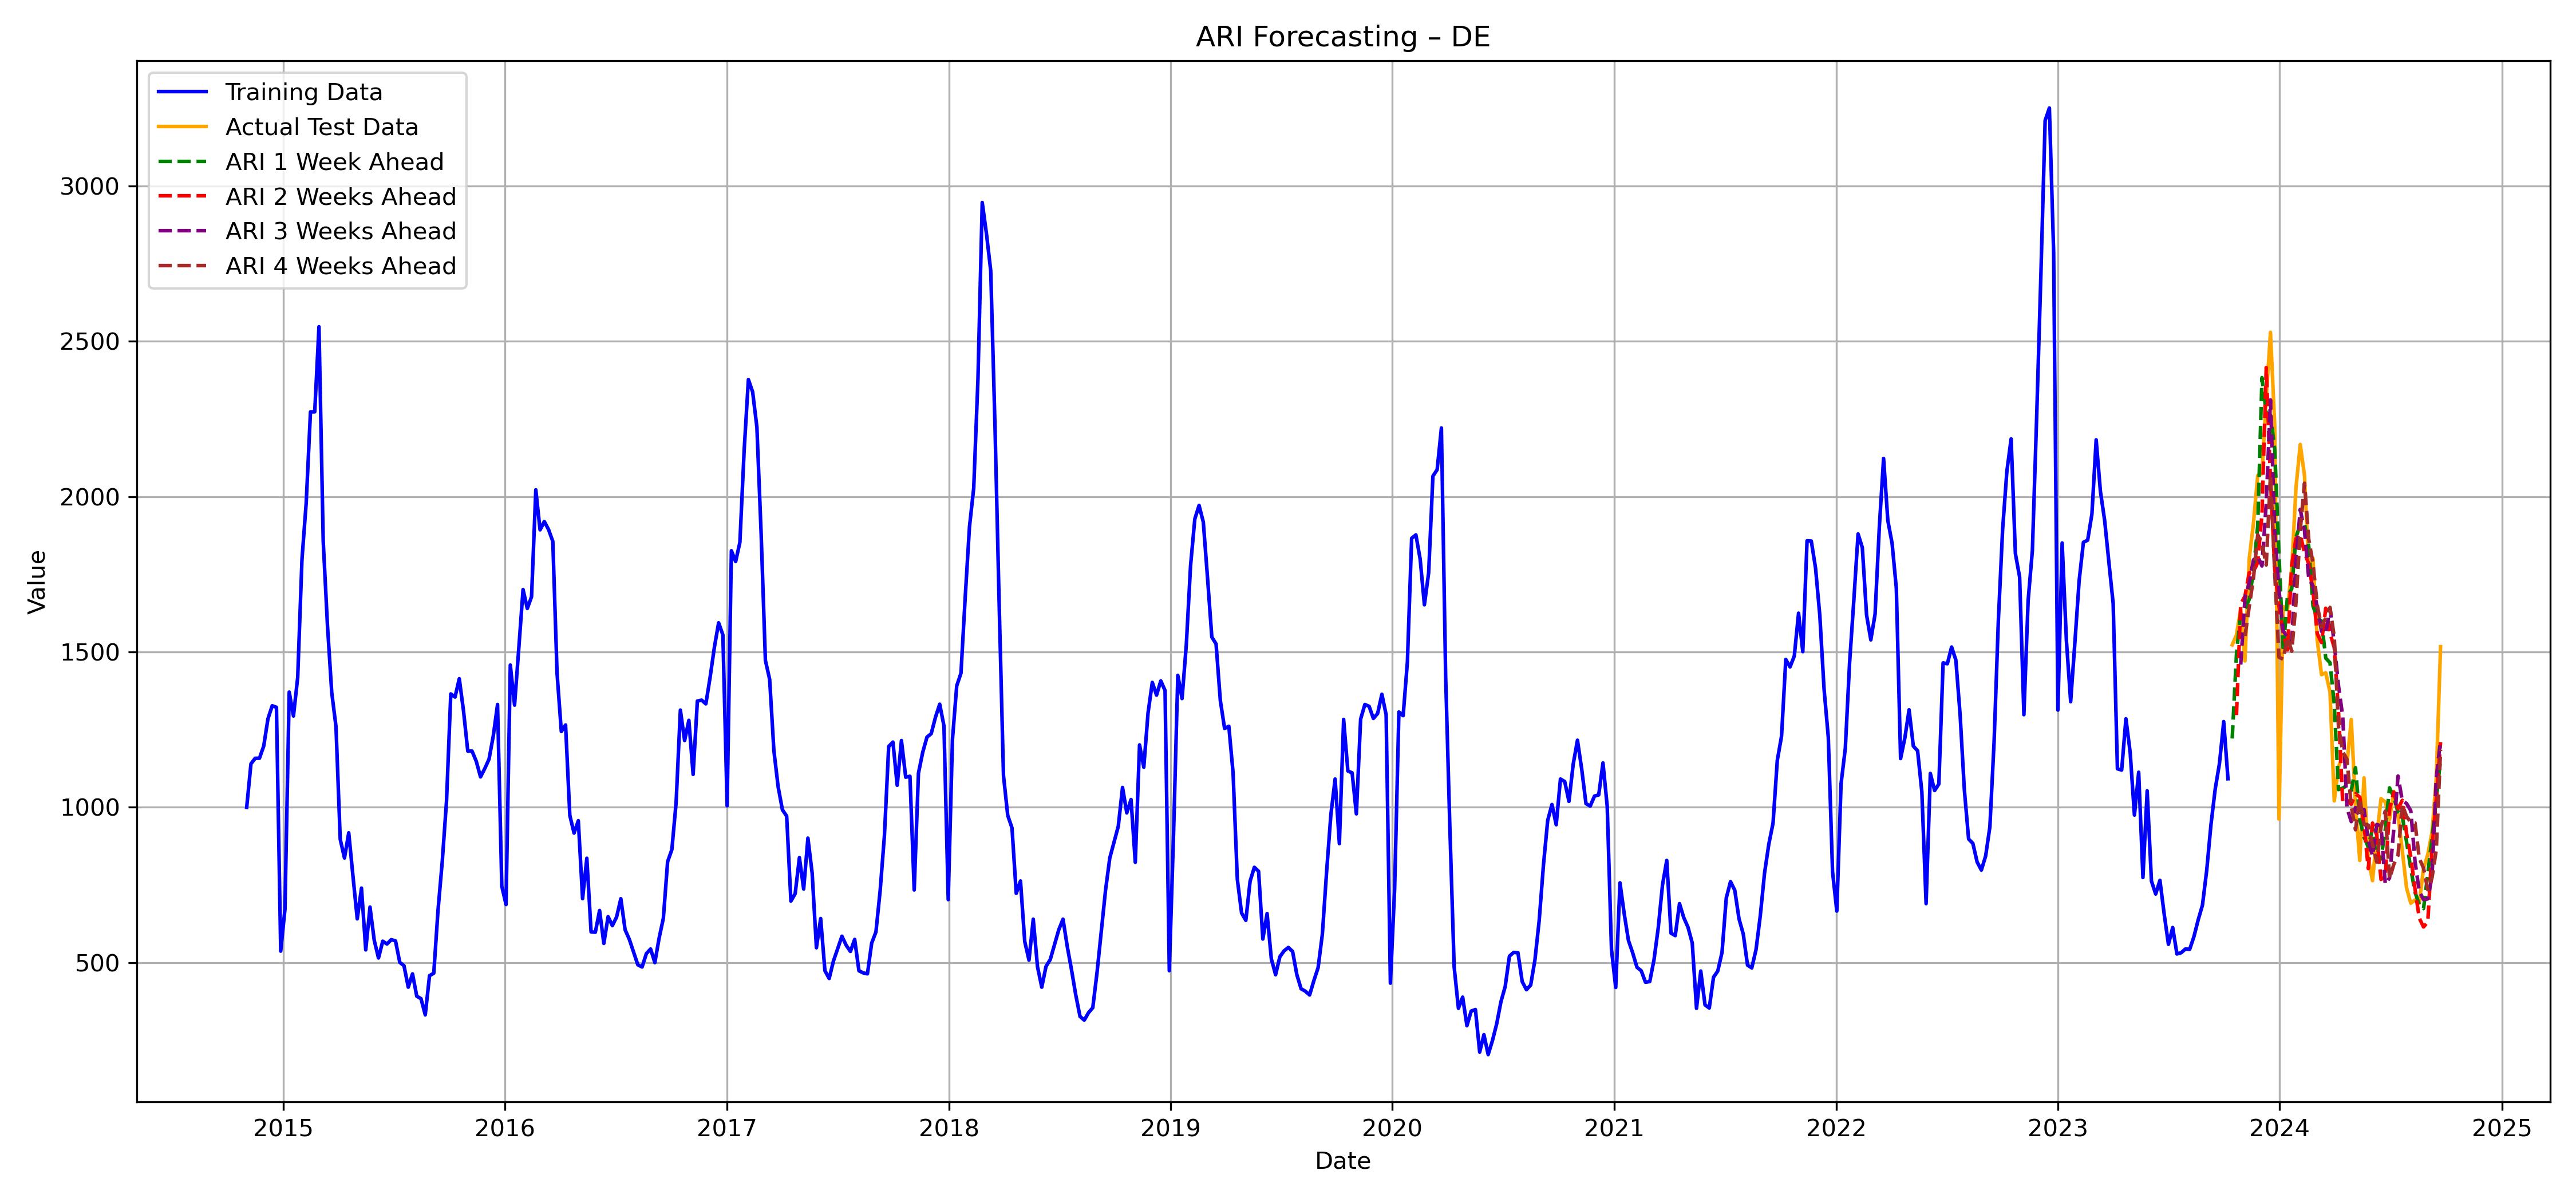 ARI Forecasting – DE
Training Data
Actual Test Data
ARI 1 Week Ahead
ARI 2 Weeks Ahead
ARI 3 Weeks Ahead
ARI 4 Weeks Ahead
Value
3000
2500
2000
1500
1000
500
2015 2016 2017 2018 2019 2020 2021 2022 2023 2024 2025
Date